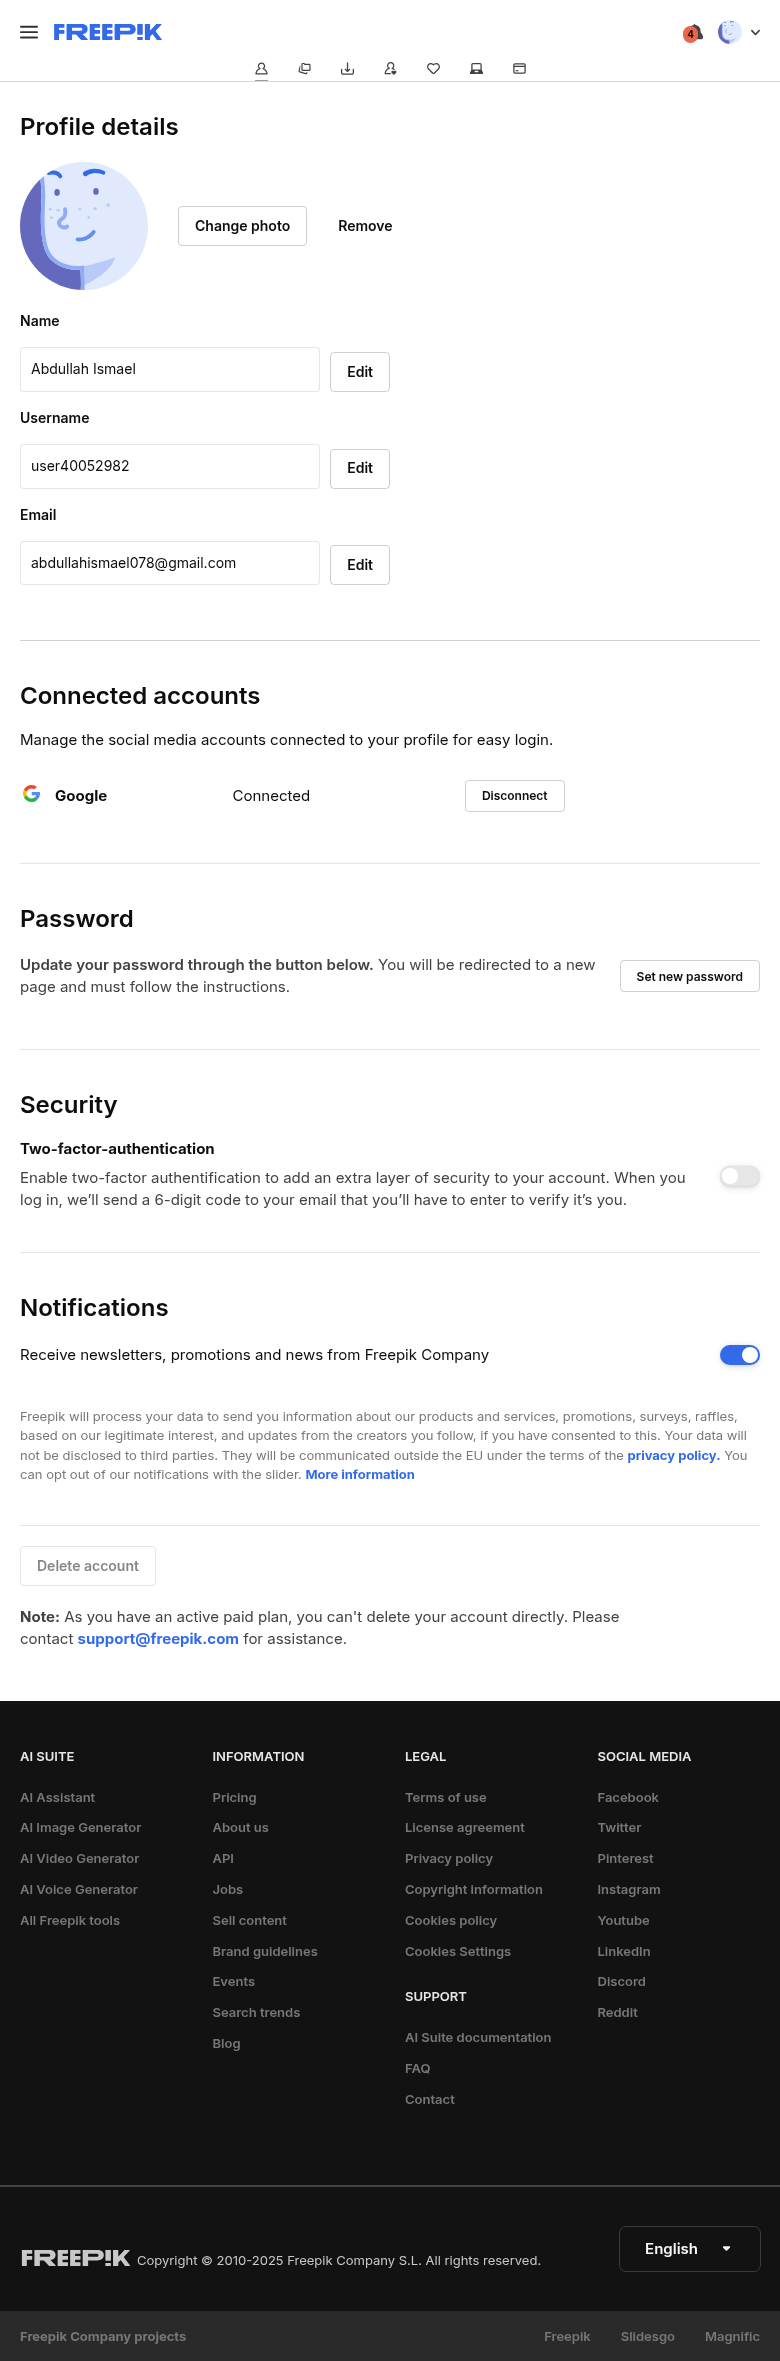 FREEPIK
4
Profile details
Change photo
Remove
Name
Abdullah Ismael
Edit
Username
user40052982
Edit
Email
abdullahismael078@gmail.com
Edit
Connected accounts
Manage the social media accounts connected to your profile for easy login.
Google
Connected
Disconnect
Password
Update your password through the button below. You will be redirected to a new
page and must follow the instructions.
Set new password
Security
Two-factor-authentication
Enable two-factor authentification to add an extra layer of security to your account. When you
log in, we’ll send a 6-digit code to your email that you’ll have to enter to verify it’s you.
Notifications
Receive newsletters, promotions and news from Freepik Company
Freepik will process your data to send you information about our products and services, promotions, surveys, raffles,
based on our legitimate interest, and updates from the creators you follow, if you have consented to this. Your data will
not be disclosed to third parties. They will be communicated outside the EU under the terms of the privacy policy. You
can opt out of our notifications with the slider. More information
Delete account
Note: As you have an active paid plan, you can't delete your account directly. Please
contact support@freepik.com for assistance.
AI SUITE
AI Assistant
AI Image Generator
AI Video Generator
AI Voice Generator
All Freepik tools
INFORMATION
Pricing
About us
API
Jobs
Sell content
Brand guidelines
Events
Search trends
Blog
LEGAL
Terms of use
License agreement
Privacy policy
Copyright information
Cookies policy
Cookies Settings
SUPPORT
AI Suite documentation
FAQ
Contact
SOCIAL MEDIA
Facebook
Twitter
Pinterest
Instagram
Youtube
LinkedIn
Discord
Reddit
FREEPIK Copyright © 2010-2025 Freepik Company S.L. All rights reserved.
English
Freepik Company projects
Freepik
Slidesgo
Magnific